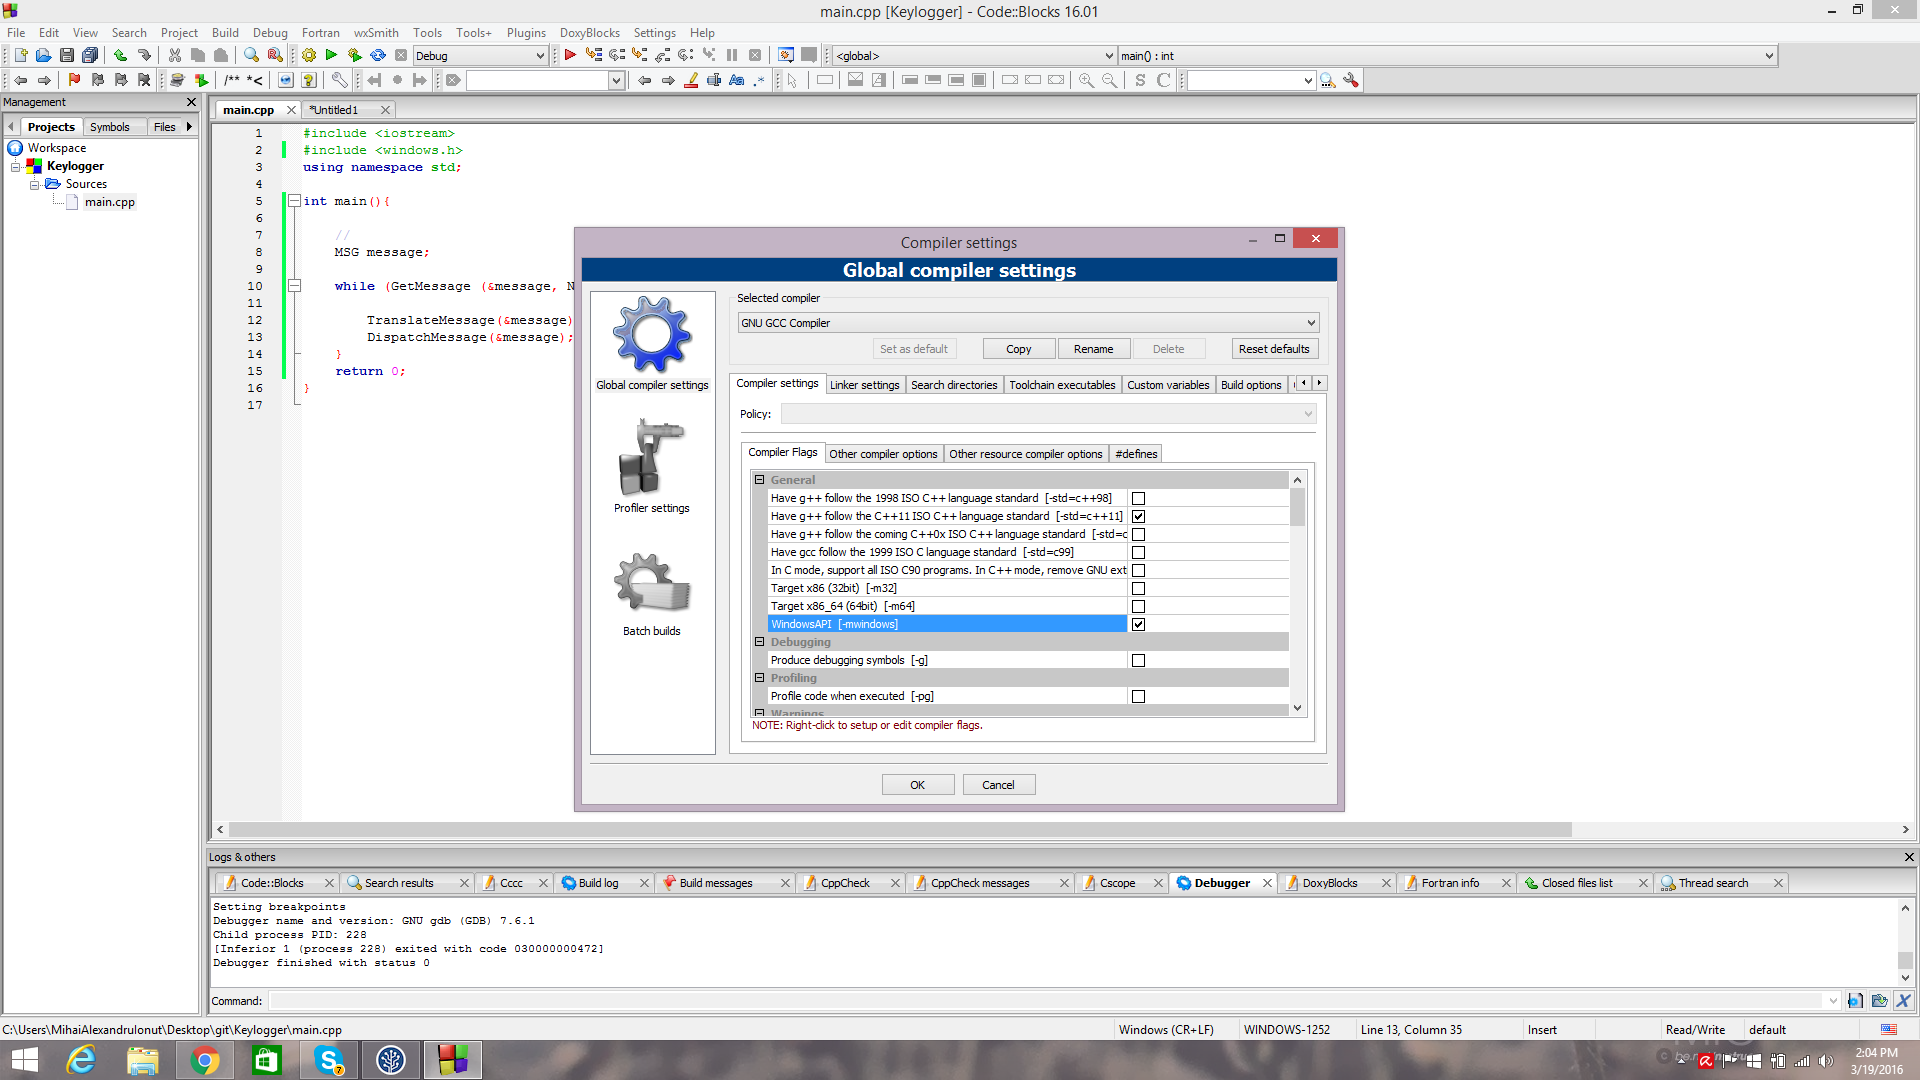 main.cpp [Keylogger] - Code::Blocks 16.01
File Edit View Search Project Build Debug Fortran wxSmith Tools Tools+ Plugins DoxyBlocks Settings Help
Debug <global> main() : int
/** *<
Aa .*
S C
Management
Projects Symbols Files
Workspace
Keylogger
Sources
main.cpp
main.cpp *Untitled1
1 #include <iostream>
2 #include <windows.h>
3 using namespace std;
4
5 int main(){
6
7 //
8 MSG message;
9
10 while (GetMessage (&message, N
11
12 TranslateMessage(&message)
13 DispatchMessage(&message);
14 }
15 return 0;
16 }
17
Compiler settings
Global compiler settings
Global compiler settings
Profiler settings
Batch builds
Selected compiler
GNU GCC Compiler
Set as default Copy Rename Delete Reset defaults
Compiler settings Linker settings Search directories Toolchain executables Custom variables Build options
Policy:
Compiler Flags Other compiler options Other resource compiler options #defines
General
Have g++ follow the 1998 ISO C++ language standard [-std=c++98]
Have g++ follow the C++11 ISO C++ language standard [-std=c++11]
Have g++ follow the coming C++0x ISO C++ language standard [-std=c
Have gcc follow the 1999 ISO C language standard [-std=c99]
In C mode, support all ISO C90 programs. In C++ mode, remove GNU ext
Target x86 (32bit) [-m32]
Target x86_64 (64bit) [-m64]
WindowsAPI [-mwindows]
Debugging
Produce debugging symbols [-g]
Profiling
Profile code when executed [-pg]
Warnings
NOTE: Right-click to setup or edit compiler flags.
OK Cancel
Logs & others
Code::Blocks Search results Cccc Build log Build messages CppCheck CppCheck messages Cscope Debugger DoxyBlocks Fortran info Closed files list Thread search
Setting breakpoints
Debugger name and version: GNU gdb (GDB) 7.6.1
Child process PID: 228
[Inferior 1 (process 228) exited with code 030000000472]
Debugger finished with status 0
Command:
C:\Users\MihaiAlexandruIonut\Desktop\git\Keylogger\main.cpp Windows (CR+LF) WINDOWS-1252 Line 13, Column 35 Insert Read/Write default
7
2:04 PM
3/19/2016